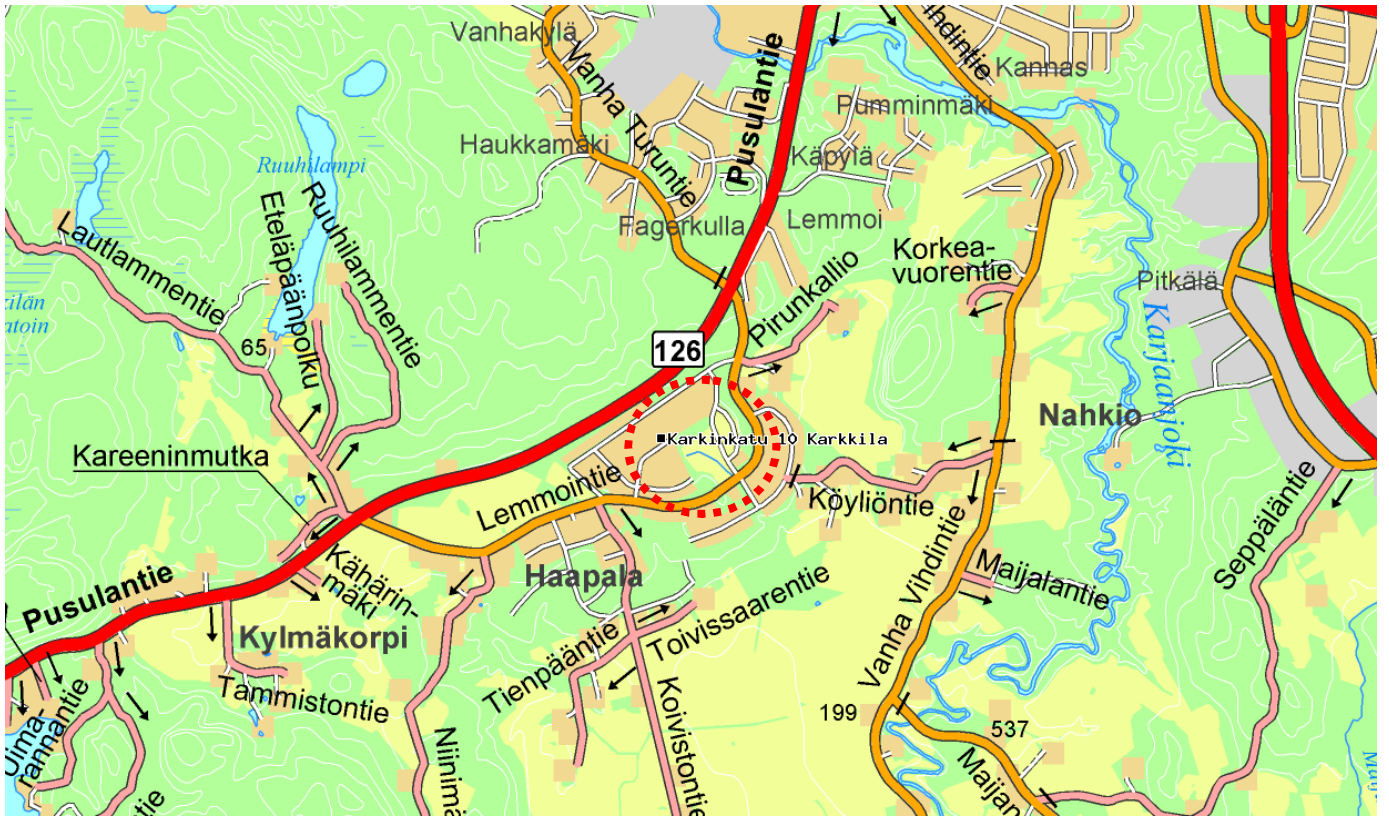 Vanhakylä
Vanha Turuntie
Pusulantie
Kannas
Pumminmäki
Haukkamäki
Käpylä
Ruuhilampi
Fagerkulla
Lemmoi
Lautlammentie
Eteläpäänpolku
Ruuhilammentie
Korkea-
vuorentie
Pitkälä
Karjaanjoki
Pirunkallio
65
126
Nahkio
Karkinkatu 10 Karkkila
Kareeninmutka
Lemmointie
Köyliöntie
Seppäläntie
Kähärin-
mäki
Haapala
Maijalantie
Vanha Vihdintie
Pusulantie
Kylmäkorpi
Toivissaarentie
Tienpääntie
Tammistontie
Koivistontie
Uima-
rannantie
199
537